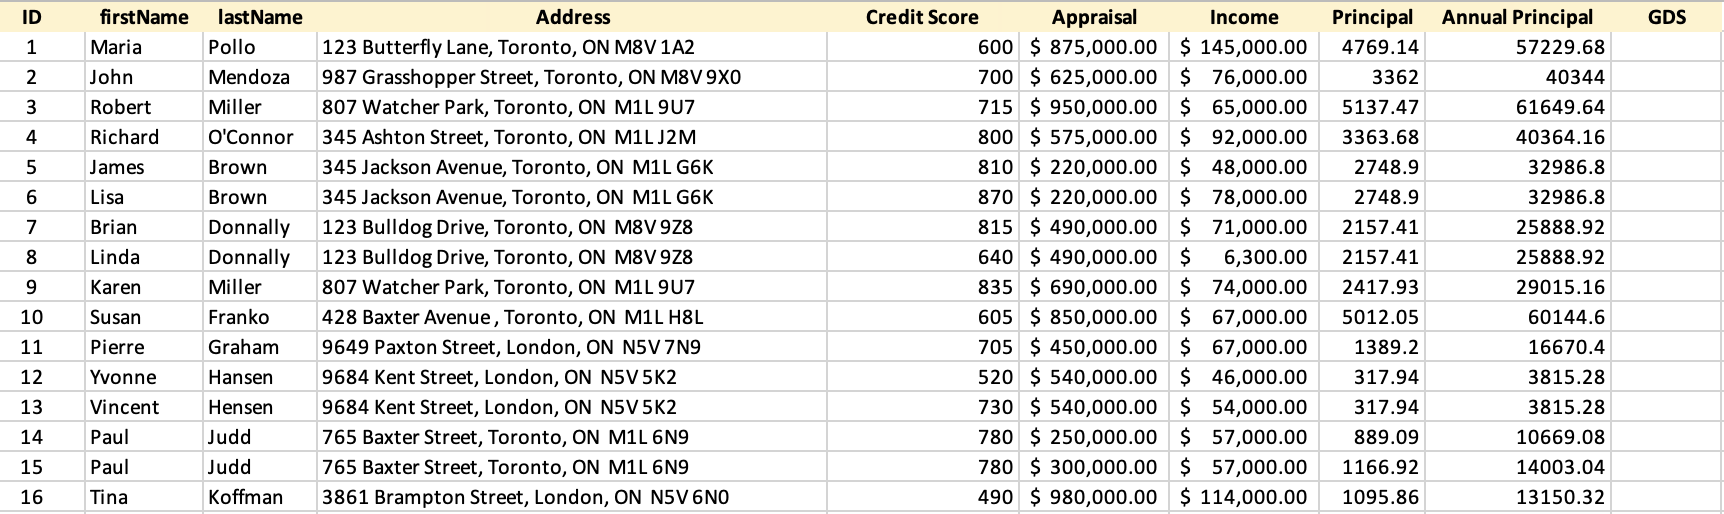 ID firstName lastName Address Credit Score Appraisal Income Principal Annual Principal GDS
1 Maria Pollo 123 Butterfly Lane, Toronto, ON M8V 1A2 600 $ 875,000.00 $ 145,000.00 4769.14 57229.68
2 John Mendoza 987 Grasshopper Street, Toronto, ON M8V 9X0 700 $ 625,000.00 $ 76,000.00 3362 40344
3 Robert Miller 807 Watcher Park, Toronto, ON M1L 9U7 715 $ 950,000.00 $ 65,000.00 5137.47 61649.64
4 Richard O'Connor 345 Ashton Street, Toronto, ON M1L J2M 800 $ 575,000.00 $ 92,000.00 3363.68 40364.16
5 James Brown 345 Jackson Avenue, Toronto, ON M1L G6K 810 $ 220,000.00 $ 48,000.00 2748.9 32986.8
6 Lisa Brown 345 Jackson Avenue, Toronto, ON M1L G6K 870 $ 220,000.00 $ 78,000.00 2748.9 32986.8
7 Brian Donnally 123 Bulldog Drive, Toronto, ON M8V 9Z8 815 $ 490,000.00 $ 71,000.00 2157.41 25888.92
8 Linda Donnally 123 Bulldog Drive, Toronto, ON M8V 9Z8 640 $ 490,000.00 $ 6,300.00 2157.41 25888.92
9 Karen Miller 807 Watcher Park, Toronto, ON M1L 9U7 835 $ 690,000.00 $ 74,000.00 2417.93 29015.16
10 Susan Franko 428 Baxter Avenue , Toronto, ON M1L H8L 605 $ 850,000.00 $ 67,000.00 5012.05 60144.6
11 Pierre Graham 9649 Paxton Street, London, ON N5V 7N9 705 $ 450,000.00 $ 67,000.00 1389.2 16670.4
12 Yvonne Hansen 9684 Kent Street, London, ON N5V 5K2 520 $ 540,000.00 $ 46,000.00 317.94 3815.28
13 Vincent Hensen 9684 Kent Street, London, ON N5V 5K2 730 $ 540,000.00 $ 54,000.00 317.94 3815.28
14 Paul Judd 765 Baxter Street, Toronto, ON M1L 6N9 780 $ 250,000.00 $ 57,000.00 889.09 10669.08
15 Paul Judd 765 Baxter Street, Toronto, ON M1L 6N9 780 $ 300,000.00 $ 57,000.00 1166.92 14003.04
16 Tina Koffman 3861 Brampton Street, London, ON N5V 6N0 490 $ 980,000.00 $ 114,000.00 1095.86 13150.32